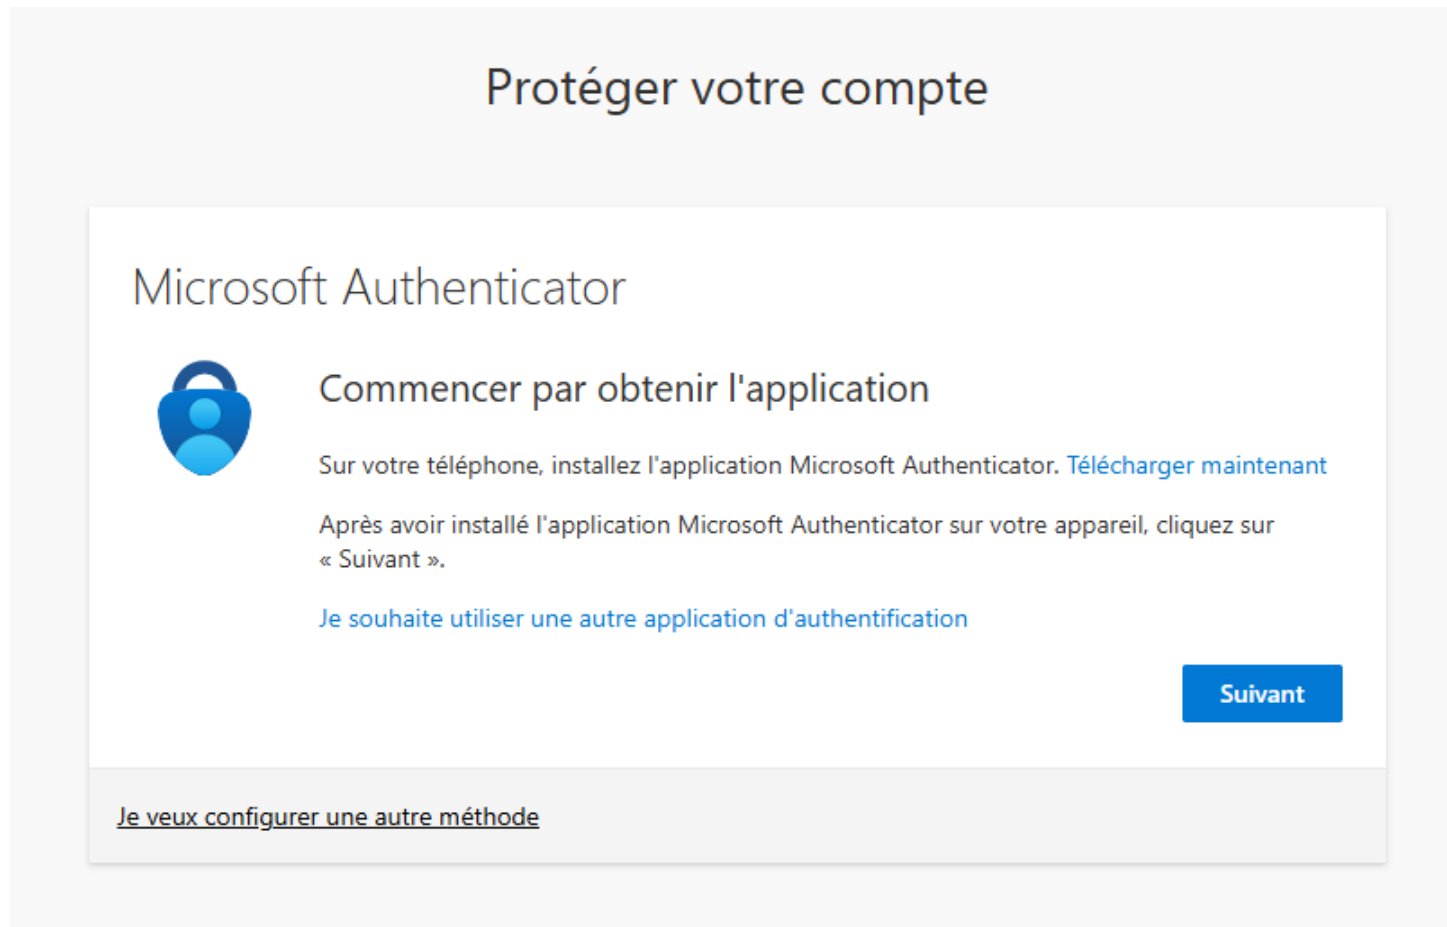 Protéger votre compte
Microsoft Authenticator
Commencer par obtenir l'application
Sur votre téléphone, installez l'application Microsoft Authenticator. Télécharger maintenant
Après avoir installé l'application Microsoft Authenticator sur votre appareil, cliquez sur
« Suivant ».
Je souhaite utiliser une autre application d'authentification
Suivant
Je veux configurer une autre méthode